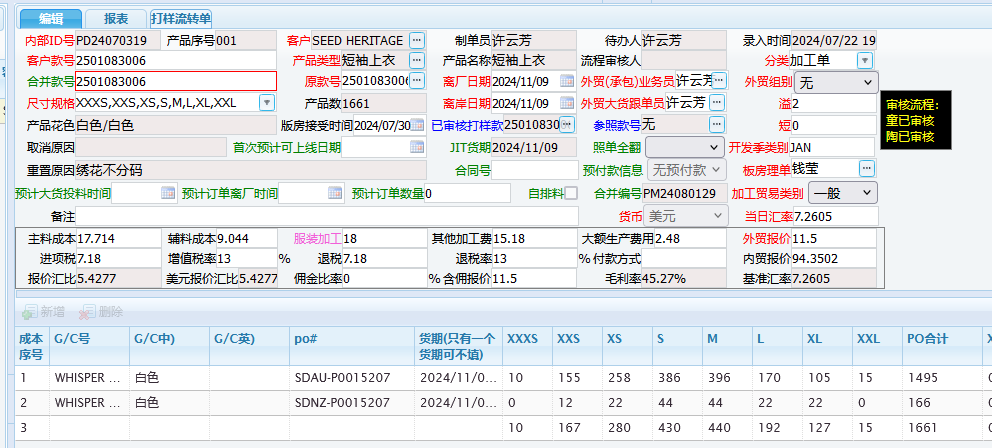 编辑 报表 打样流转单
内部ID号 PD24070319 产品序号 001 客户 SEED HERITAGE 制单员 许云芳 待办人 许云芳 录入时间 2024/07/22 19
客户款号 2501083006 产品类型 短袖上衣 产品名称 短袖上衣 流程审核人 分类 加工单
合并款号 2501083006 原款号 2501083006 离厂日期 2024/11/09 外贸(承包)业务员 许云芳 外贸组别 无
尺寸规格 XXXS,XXS,XS,S,M,L,XL,XXL 产品数 1661 离岸日期 2024/11/09 外贸大货跟单员 许云芳 溢 2
审核流程:
童已审核
陶已审核
产品花色 白色/白色 版房接受时间 2024/07/30 已审核打样款 25010830 参照款号 无 短 0
取消原因 首次预计可上线日期 JIT货期 2024/11/09 照单全翻 开发季类别 JAN
重置原因 绣花不分码 合同号 预付款信息 无预付款 板房理单 钱莹
预计大货投料时间 预计订单离厂时间 预计订单数量 0 自排料 合并编号 PM24080129 加工贸易类别 一般
备注 货币 美元 当日汇率 7.2605
主料成本 17.714 辅料成本 9.044 服装加工 18 其他加工费 15.18 大额生产费用 2.48 外贸报价 11.5
进项税 7.18 增值税率 13 % 退税 7.18 退税率 13 % 付款方式 内贸报价 94.3502
报价汇比 5.4277 美元报价汇比 5.4277 佣金比率 0 % 含佣报价 11.5 毛利率 45.27% 基准汇率 7.2605
新增 删除
成本序号 G/C号 G/C中) G/C英) po# 货期(只有一个货期可不填) XXXS XXS XS S M L XL XXL PO合计
1 WHISPER ... 白色 SDAU-P0015207 2024/11/0... 10 155 258 386 396 170 105 15 1495
2 WHISPER ... 白色 SDNZ-P0015207 2024/11/0... 0 12 22 44 44 22 22 0 166
3 10 167 280 430 440 192 127 15 1661